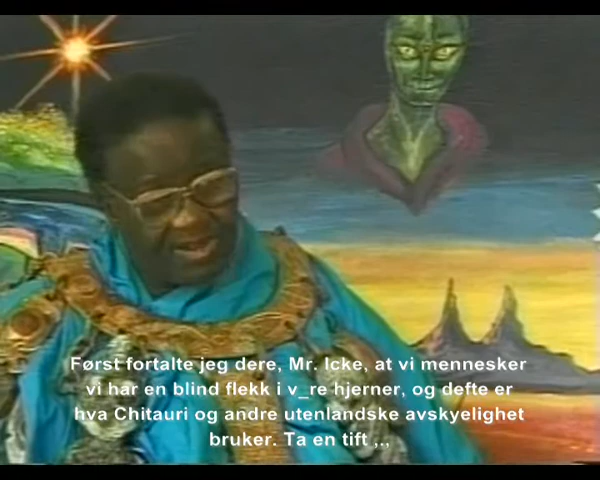 Først fortalte jeg dere, Mr. Icke, at vi mennesker
vi har en blind flekk i v_re hjerner, og defte er
hva Chitauri og andre utenlandske avskyelighet
bruker. Ta en tift ,..